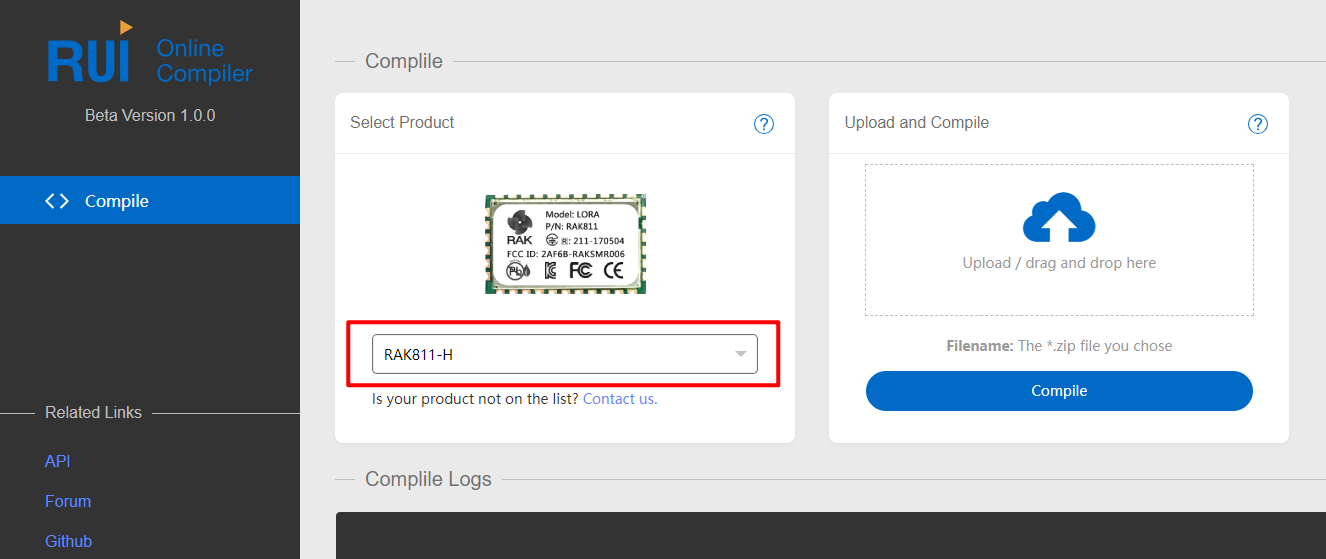 RUI Online
Compiler
Beta Version 1.0.0
Compile
Related Links
API
Forum
Github
Complile
Select Product
?
Model: LORA
P/N: RAK811
RAK
R: 211-170504
FCC ID: 2AF6B-RAKSMR006
Pb
FC CE
RAK811-H
Is your product not on the list? Contact us.
Upload and Compile
?
Upload / drag and drop here
Filename: The *.zip file you chose
Compile
Complile Logs